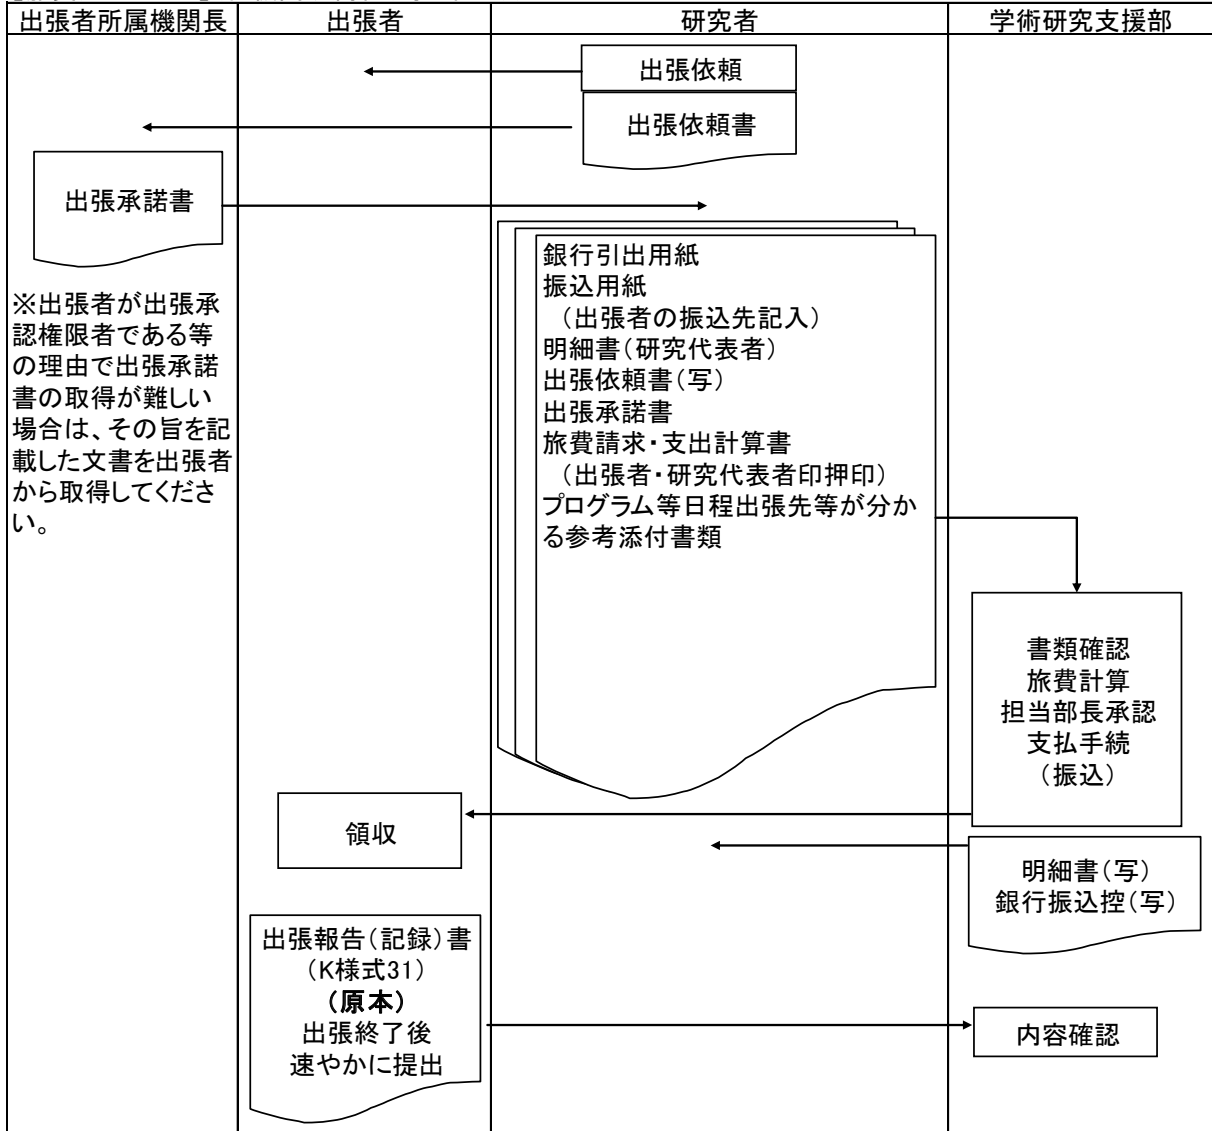 出張者所属機関長
出張者
研究者
学術研究支援部
出張依頼
出張依頼書
出張承諾書
※出張者が出張承
認権限者である等
の理由で出張承諾
書の取得が難しい
場合は、その旨を記
載した文書を出張者
から取得してくださ
い。
銀行引出用紙
振込用紙
（出張者の振込先記入）
明細書(研究代表者)
出張依頼書(写)
出張承諾書
旅費請求・支出計算書
（出張者・研究代表者印押印）
プログラム等日程出張先等が分か
る参考添付書類
書類確認
旅費計算
担当部長承認
支払手続
（振込）
領収
明細書(写)
銀行振込控(写)
出張報告(記録)書
(K様式31)
(原本)
出張終了後
速やかに提出
内容確認